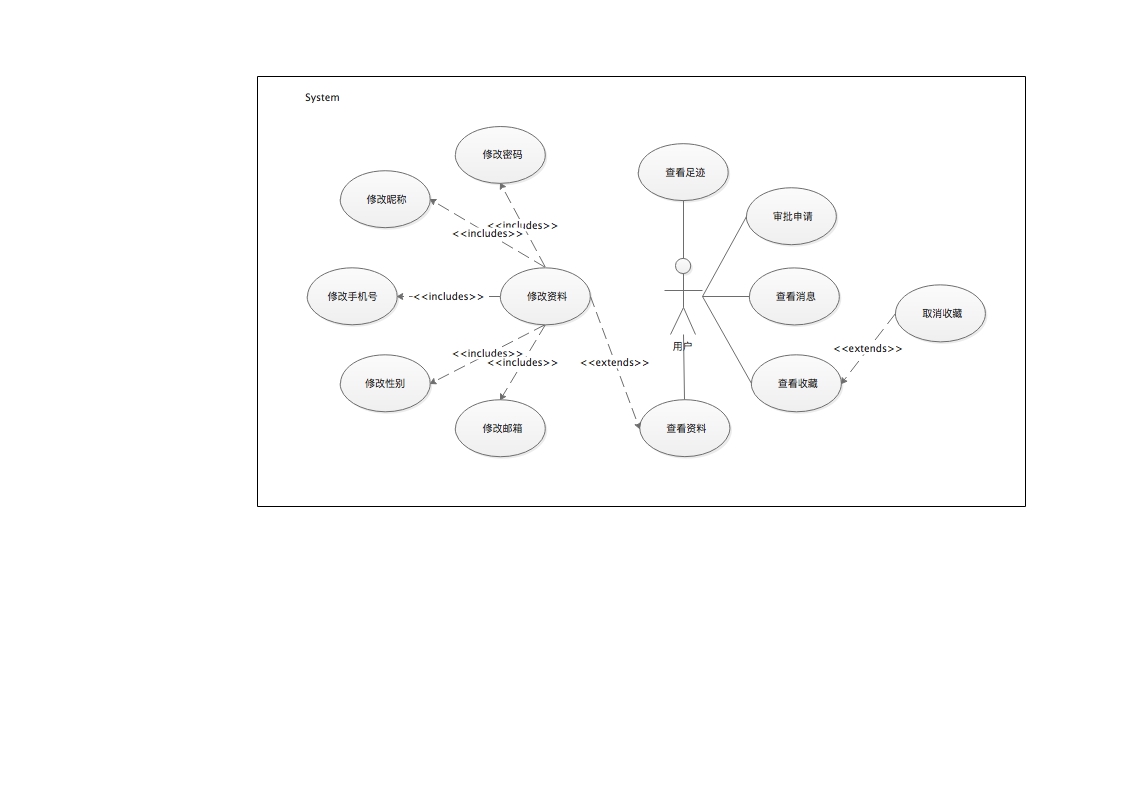 System
修改密码
查看足迹
修改昵称
审批申请
<<includes>>
<<includes>>
修改手机号
<<includes>>
修改资料
查看消息
取消收藏
用户
<<extends>>
<<includes>>
<<includes>>
<<extends>>
修改性别
查看收藏
修改邮箱
查看资料